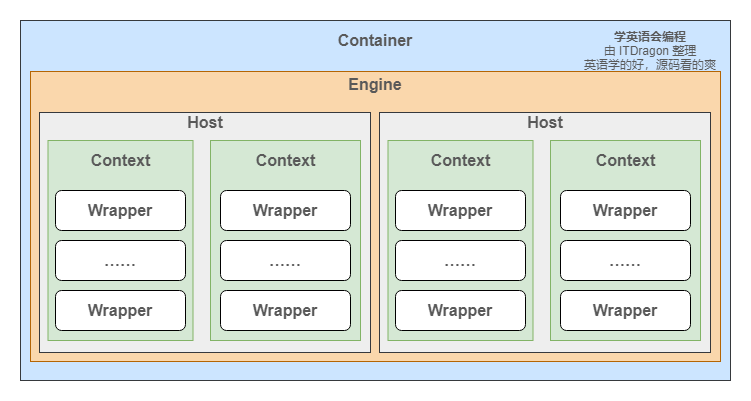 Container
学英语会编程
由 ITDragon 整理
英语学的好，源码看的爽
Engine
Host
Host
Context
Context
Context
Context
Wrapper
Wrapper
Wrapper
Wrapper
……
……
……
……
Wrapper
Wrapper
Wrapper
Wrapper